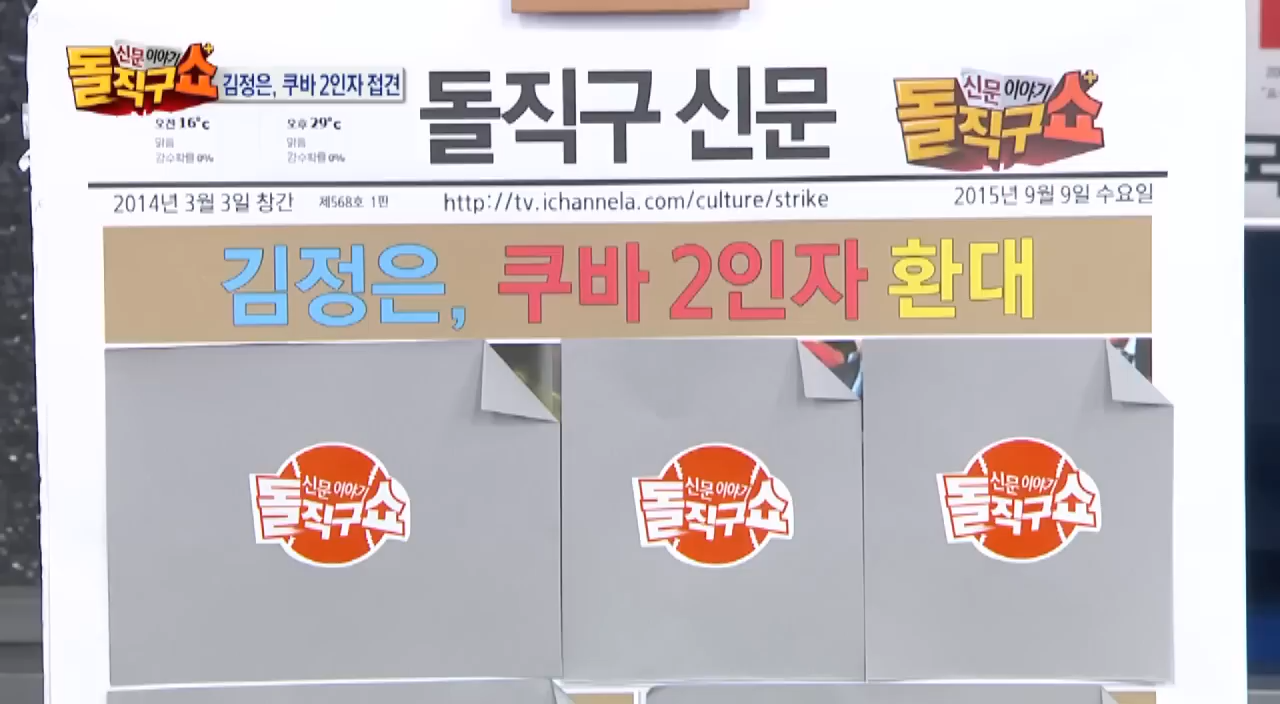 돌직구쇼+
신문이야기
김정은, 쿠바 2인자 접견
오전 16°c
맑음
강수확률 0%
오후 29°c
맑음
강수확률 0%
돌직구 신문
신문이야기
돌직구쇼+
2014년 3월 3일 창간
제568호 1판
http://tv.ichannela.com/culture/strike
2015년 9월 9일 수요일
김정은, 쿠바 2인자 환대
신문이야기
돌직구쇼
신문이야기
돌직구쇼
신문이야기
돌직구쇼